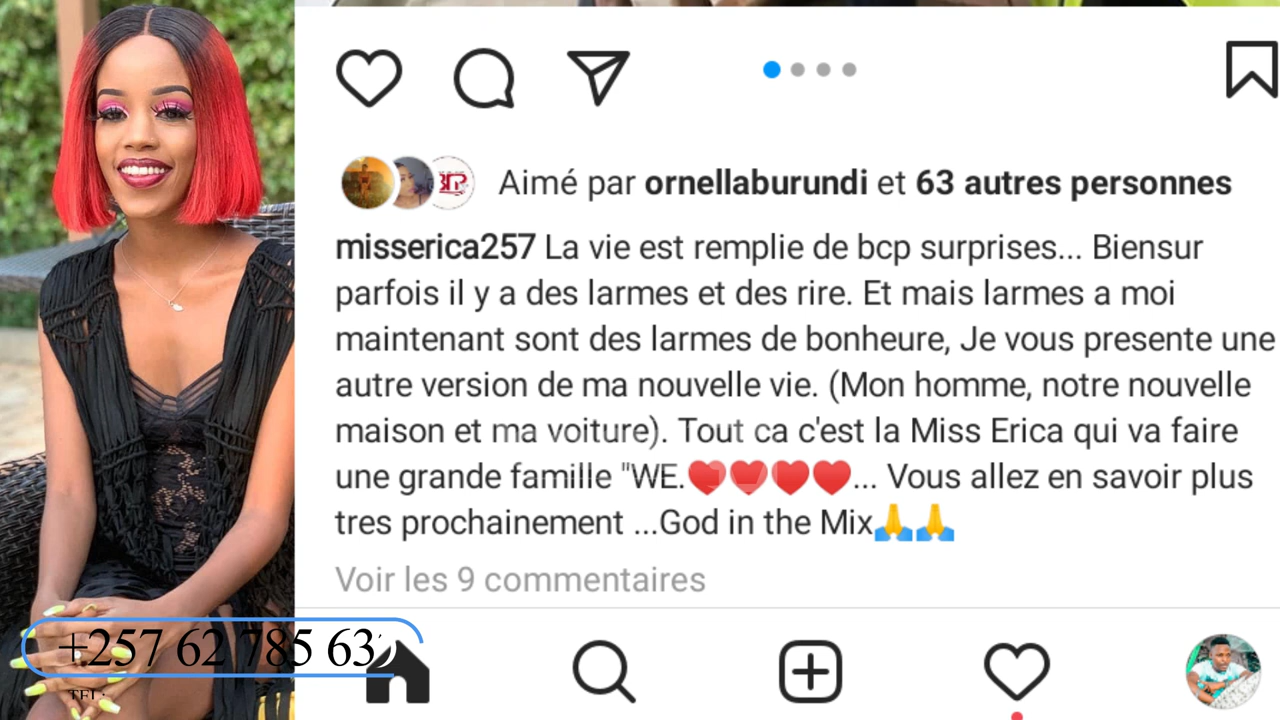 Aimé par ornellaburundi et 63 autres personnes
misserica257 La vie est remplie de bcp surprises... Biensur
parfois il y a des larmes et des rire. Et mais larmes a moi
maintenant sont des larmes de bonheure, Je vous presente une
autre version de ma nouvelle vie. (Mon homme, notre nouvelle
maison et ma voiture). Tout ca c'est la Miss Erica qui va faire
une grande famille "WE.❤️❤️❤️❤️... Vous allez en savoir plus
tres prochainement ...God in the Mix🙏🙏
Voir les 9 commentaires
+257 62 785 63